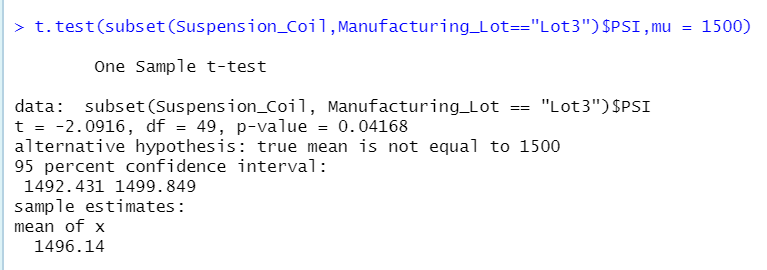 > t.test(subset(Suspension_Coil,Manufacturing_Lot=="Lot3")$PSI,mu = 1500)
One Sample t-test
data:  subset(Suspension_Coil, Manufacturing_Lot == "Lot3")$PSI
t = -2.0916, df = 49, p-value = 0.04168
alternative hypothesis: true mean is not equal to 1500
95 percent confidence interval:
1492.431 1499.849
sample estimates:
mean of x
1496.14